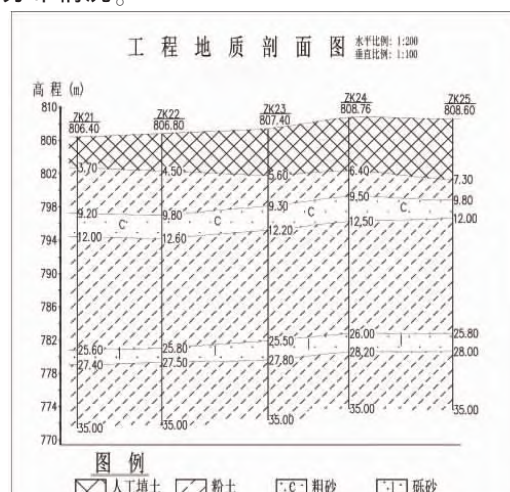 工程地质剖面图 水平比例: 1:200
垂直比例: 1:100
高程(m)
810 806 802 798 794 790 786 782 778 774 770
ZK21 ZK22 ZK23 ZK24 ZK25
806.40 806.80 807.40 808.76 808.60
3.70 4.50 5.60 6.40 7.30
9.20 9.80 9.30 9.50 9.80
C C C C
12.00 12.60 12.20 12.50 12.00
25.60 25.80 25.50 26.00 25.80
27.40 27.50 27.80 28.20 28.00
35.00 35.00 35.00 35.00 35.00
图例
人工填土 粉土 C 粗砂 砾砂